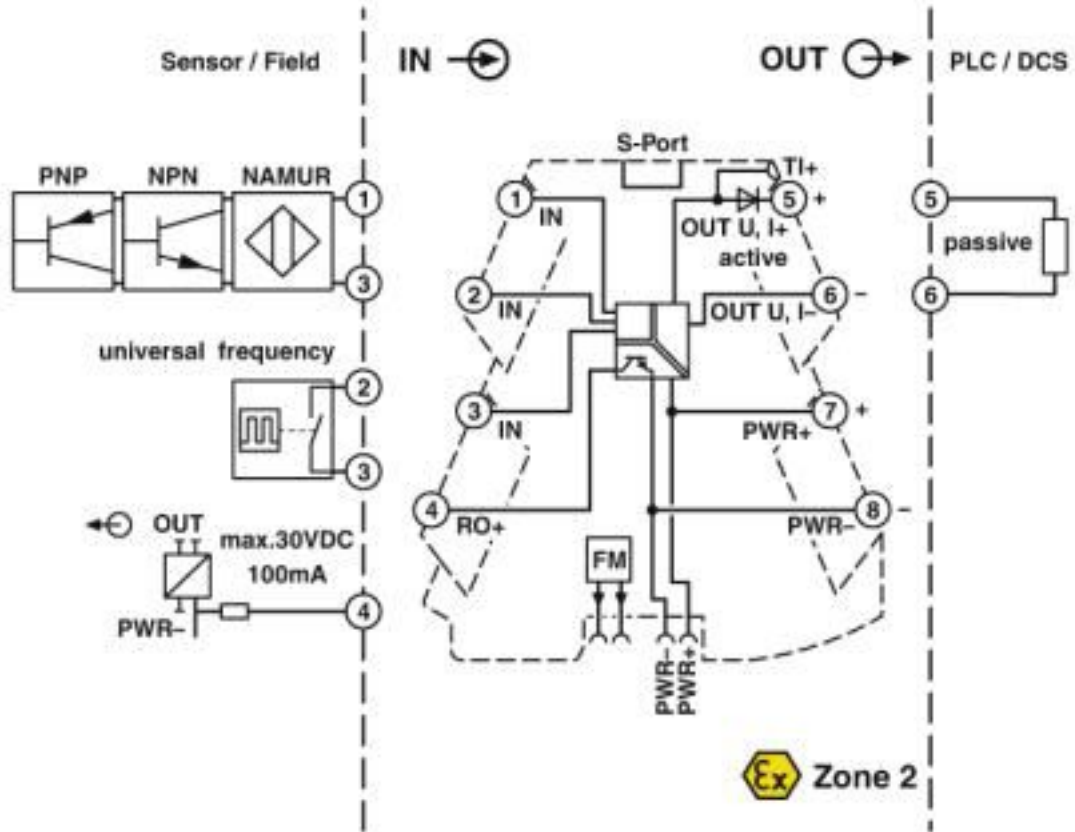 Sensor / Field
IN
OUT
PLC / DCS
S-Port
TI+
PNP NPN NAMUR
1
1
IN
5
+
OUT U, I+
active
5
passive
3
2
IN
6
-
OUT U, I-
6
universal frequency
2
3
3
IN
7
+
PWR+
4
RO+
8
-
PWR-
OUT
max.30VDC
100mA
PWR-
4
FM
PWR-
PWR+
Ex Zone 2